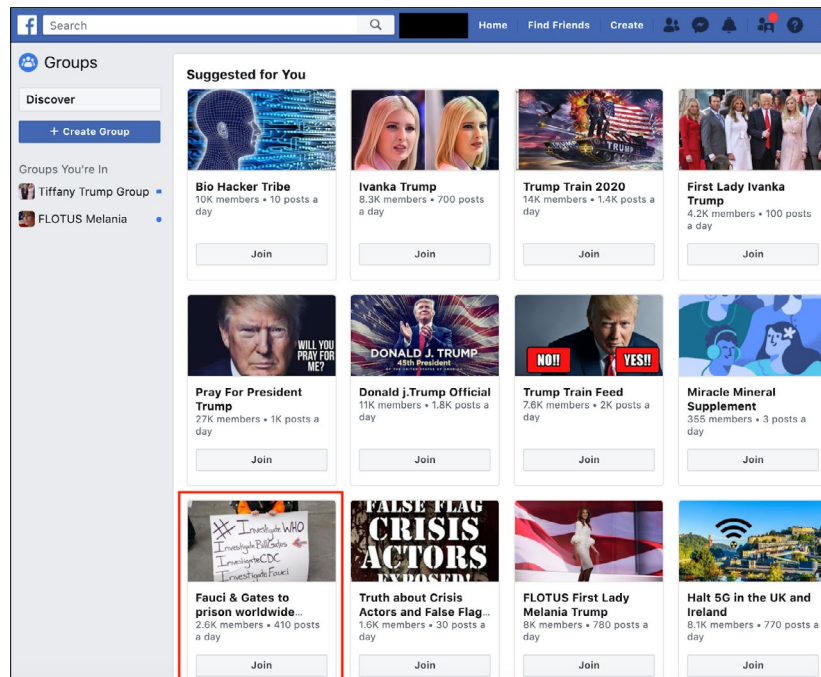 f Search Home Find Friends Create
Groups
Discover
+ Create Group
Groups You're In
Tiffany Trump Group
FLOTUS Melania
Suggested for You
Bio Hacker Tribe
10K members • 10 posts a
day
Join
Ivanka Trump
8.3K members • 700 posts
a day
Join
TRUMP
Trump Train 2020
14K members • 1.4K posts a
day
Join
First Lady Ivanka
Trump
4.2K members • 100 posts
a day
Join
WILL YOU
PRAY FOR
ME?
Pray For President
Trump
27K members • 1K posts a
day
Join
DONALD J. TRUMP
45th President
OF THE UNITED STATES OF AMERICA
Donald j.Trump Official
11K members • 1.8K posts a
day
Join
NO!! YES!!
Trump Train Feed
7.6K members • 2K posts a
day
Join
Miracle Mineral
Supplement
355 members • 3 posts a
day
Join
# Investigate WHO
Investigate Bill Gates
Investigate CDC
Investigate Fauci
Fauci & Gates to
prison worldwide...
2.6K members • 410 posts
a day
Join
FALSE FLAG
CRISIS
ACTORS
EXPOSED!
Truth about Crisis
Actors and False Flag...
1.6K members • 30 posts a
day
Join
FLOTUS First Lady
Melania Trump
8K members • 780 posts a
day
Join
Halt 5G in the UK and
Ireland
8.1K members • 770 posts a
day
Join